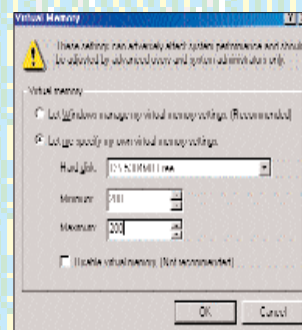 Virtual Memory
These settings can adversely affect system performance and should
be adjusted by advanced users and system administrators only.
Virtual memory
Let Windows manage my virtual memory settings. (Recommended)
Let me specify my own virtual memory settings.
Hard disk: Free
Minimum: 200
Maximum: 200
Disable virtual memory. (Not recommended)
OK Cancel